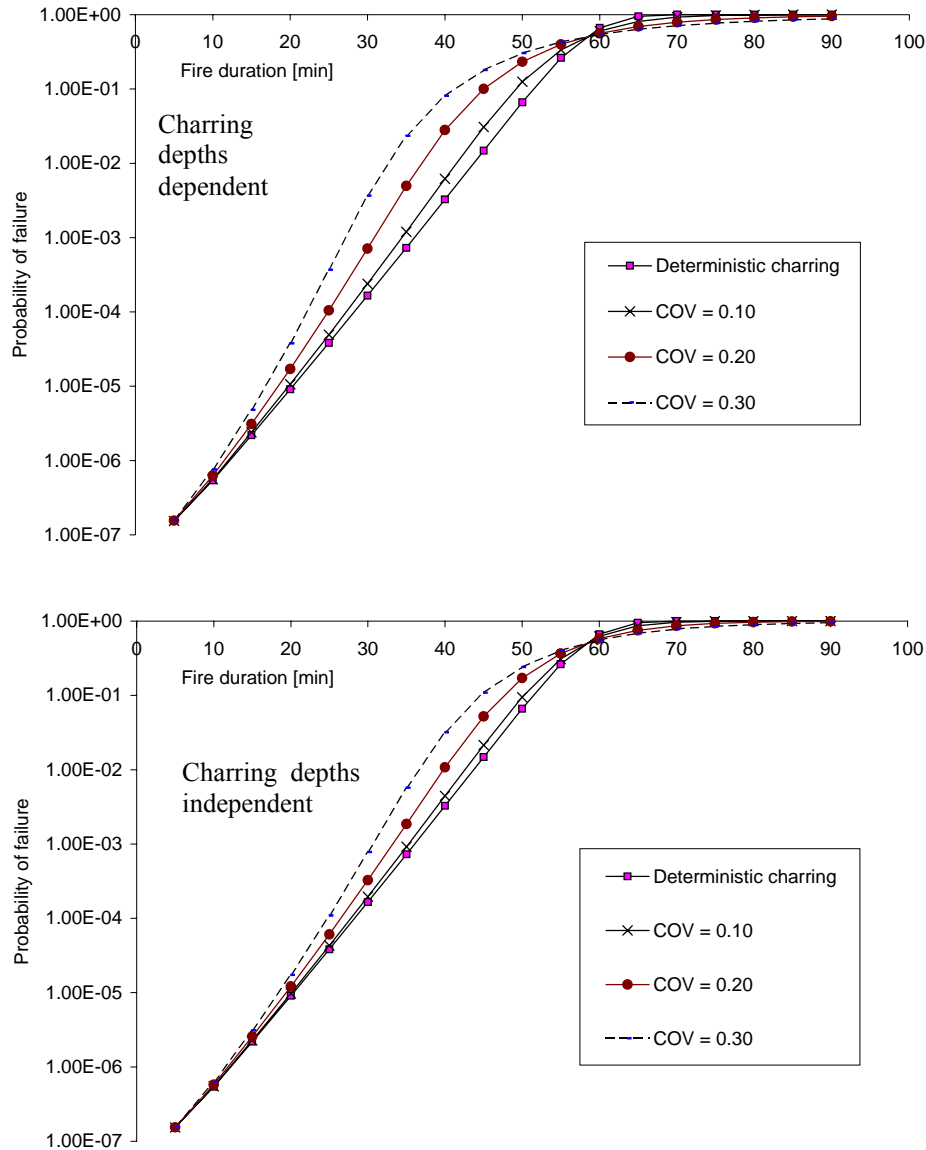 1.00E+00
0 10 20 30 40 50 60 70 80 90 100
Fire duration [min]
1.00E-01
Charring
depths
dependent
1.00E-02
1.00E-03
1.00E-04
1.00E-05
1.00E-06
1.00E-07
Probability of failure
Deterministic charring
COV = 0.10
COV = 0.20
COV = 0.30
1.00E+00
0 10 20 30 40 50 60 70 80 90 100
Fire duration [min]
1.00E-01
1.00E-02
Charring depths
independent
1.00E-03
1.00E-04
1.00E-05
1.00E-06
1.00E-07
Probability of failure
Deterministic charring
COV = 0.10
COV = 0.20
COV = 0.30